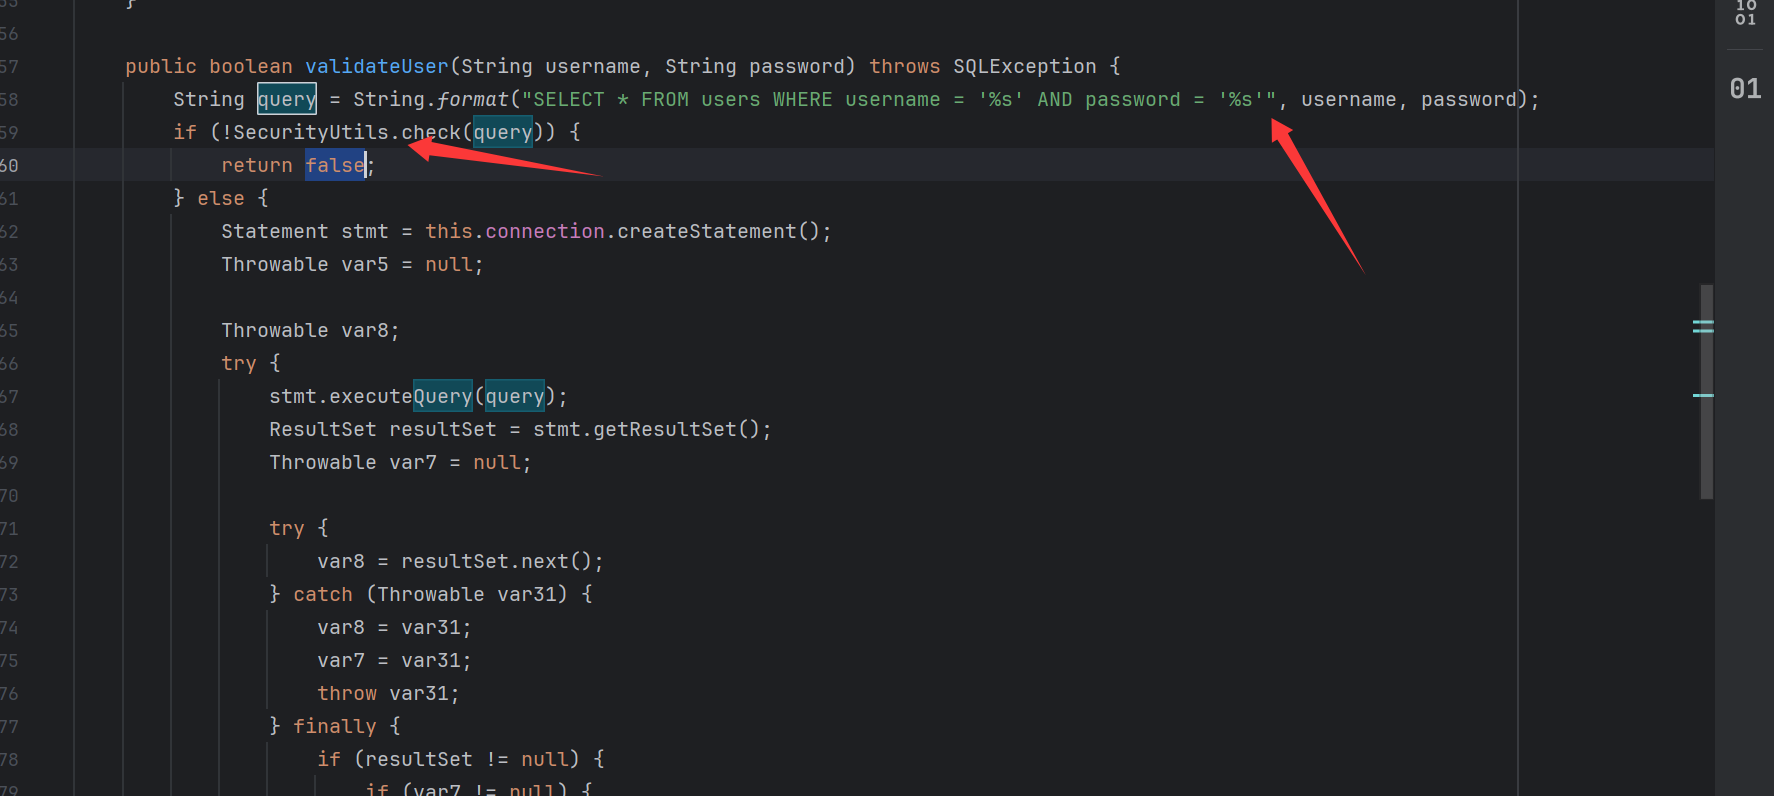 55 }
56
57 public boolean validateUser(String username, String password) throws SQLException {
58 String query = String.format("SELECT * FROM users WHERE username = '%s' AND password = '%s'", username, password);
59 if (!SecurityUtils.check(query)) {
60 return false;
61 } else {
62 Statement stmt = this.connection.createStatement();
63 Throwable var5 = null;
64
65 Throwable var8;
66 try {
67 stmt.executeQuery(query);
68 ResultSet resultSet = stmt.getResultSet();
69 Throwable var7 = null;
70
71 try {
72 var8 = resultSet.next();
73 } catch (Throwable var31) {
74 var8 = var31;
75 var7 = var31;
76 throw var31;
77 } finally {
78 if (resultSet != null) {
79 if (var7 != null) {
10
01
01